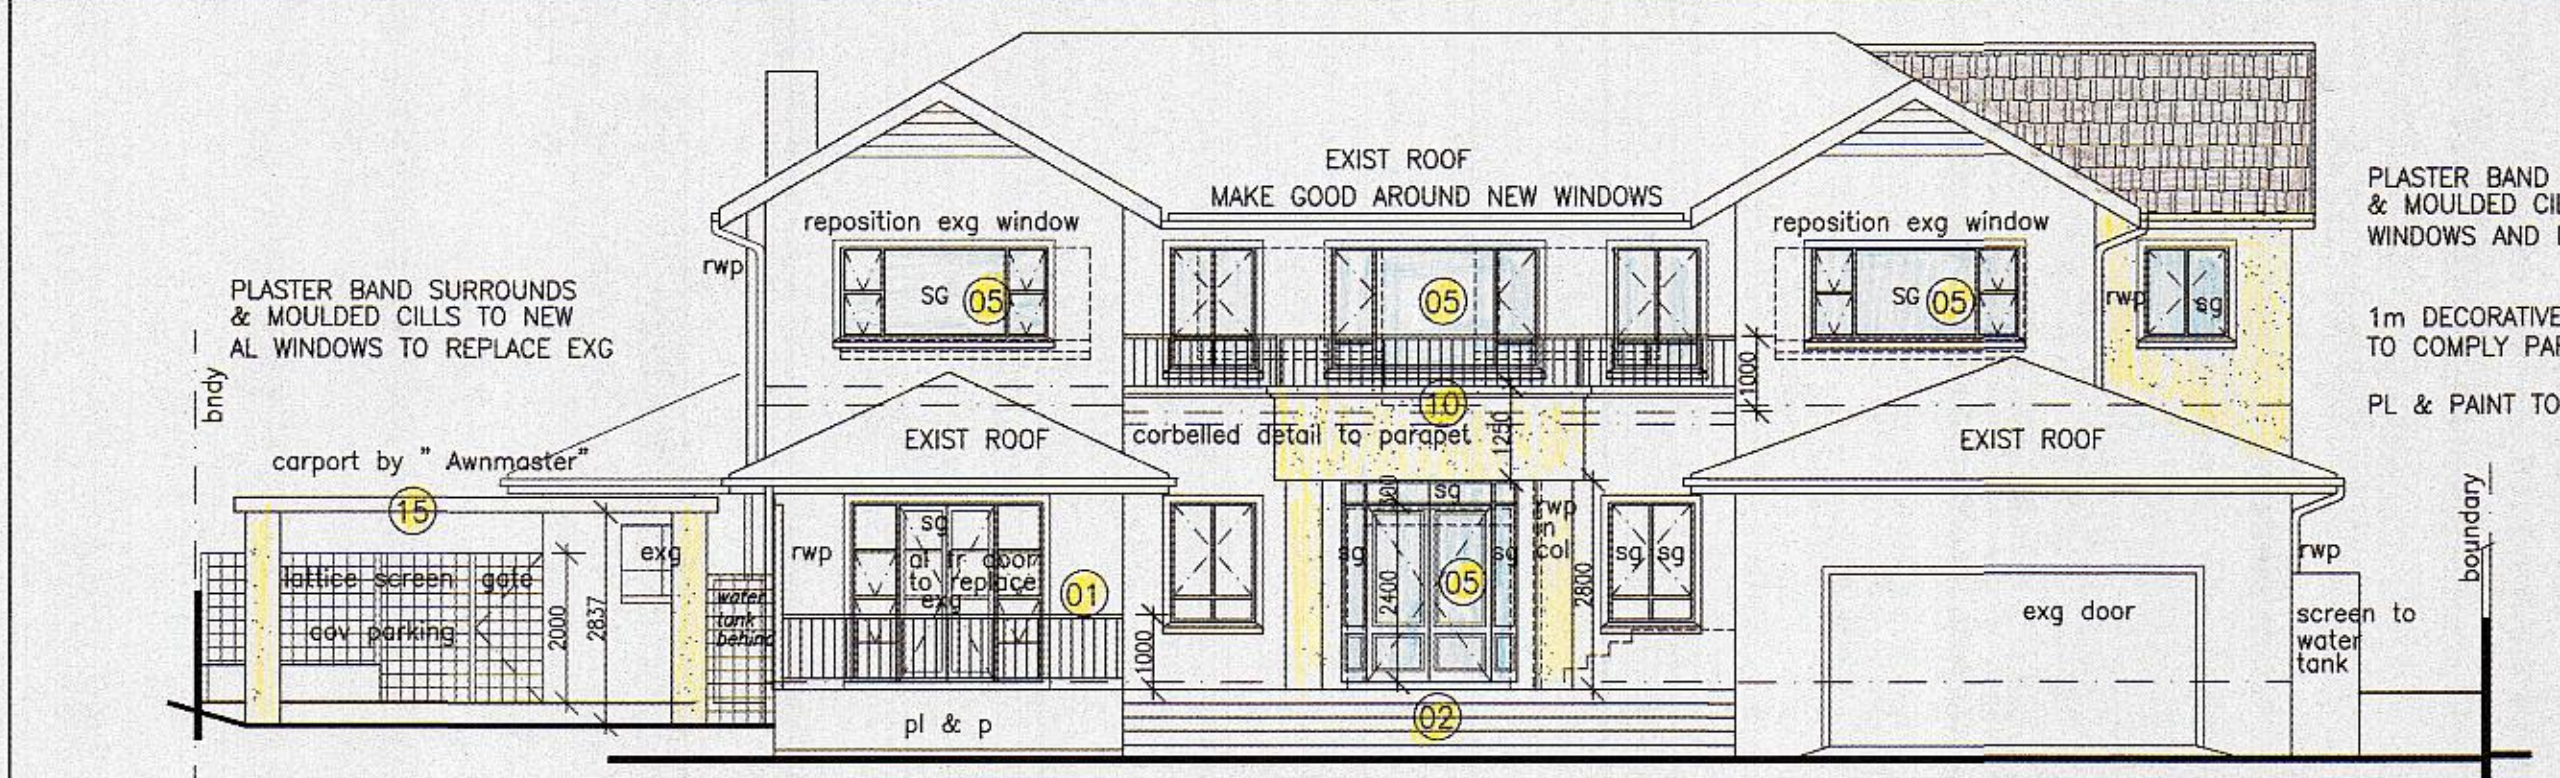 EXIST ROOF
MAKE GOOD AROUND NEW WINDOWS
reposition exg window
reposition exg window
PLASTER BAND
& MOULDED
WINDOWS AND
rwp
SG
05
05
SG
05
rwp
sg
PLASTER BAND SURROUNDS
& MOULDED CILLS TO NEW
AL WINDOWS TO REPLACE EXG
1m DECORATIVE
TO COMPLY
PL & PAINT TO
bndy
1000
10
EXIST ROOF
corbelled detail to parapet
1250
EXIST ROOF
carport by " Awnmaster"
15
boundary
exg
rwp
sg
al fr door
to replace
exg
01
300
sg
sg
sg
rwp
in
col
sg
sg
05
2400
2800
rwp
lattice screen gate
cov parking
2000
2837
water
tank
behind
1000
exg door
screen to
water
tank
pl & p
02